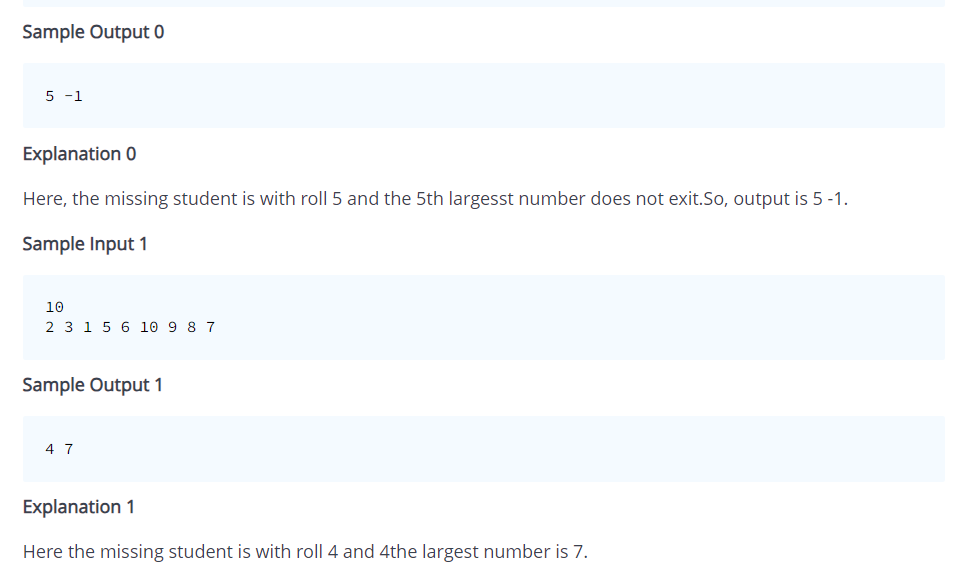 Sample Output 0
5 -1
Explanation 0
Here, the missing student is with roll 5 and the 5th largesst number does not exit.So, output is 5 -1.
Sample Input 1
10
2 3 1 5 6 10 9 8 7
Sample Output 1
4 7
Explanation 1
Here the missing student is with roll 4 and 4the largest number is 7.